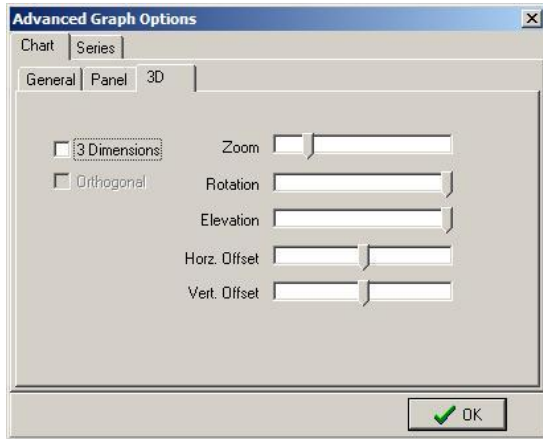 Advanced Graph Options
Chart Series
General Panel 3D
3 Dimensions Zoom
Orthogonal Rotation
Elevation
Horz. Offset
Vert. Offset
OK